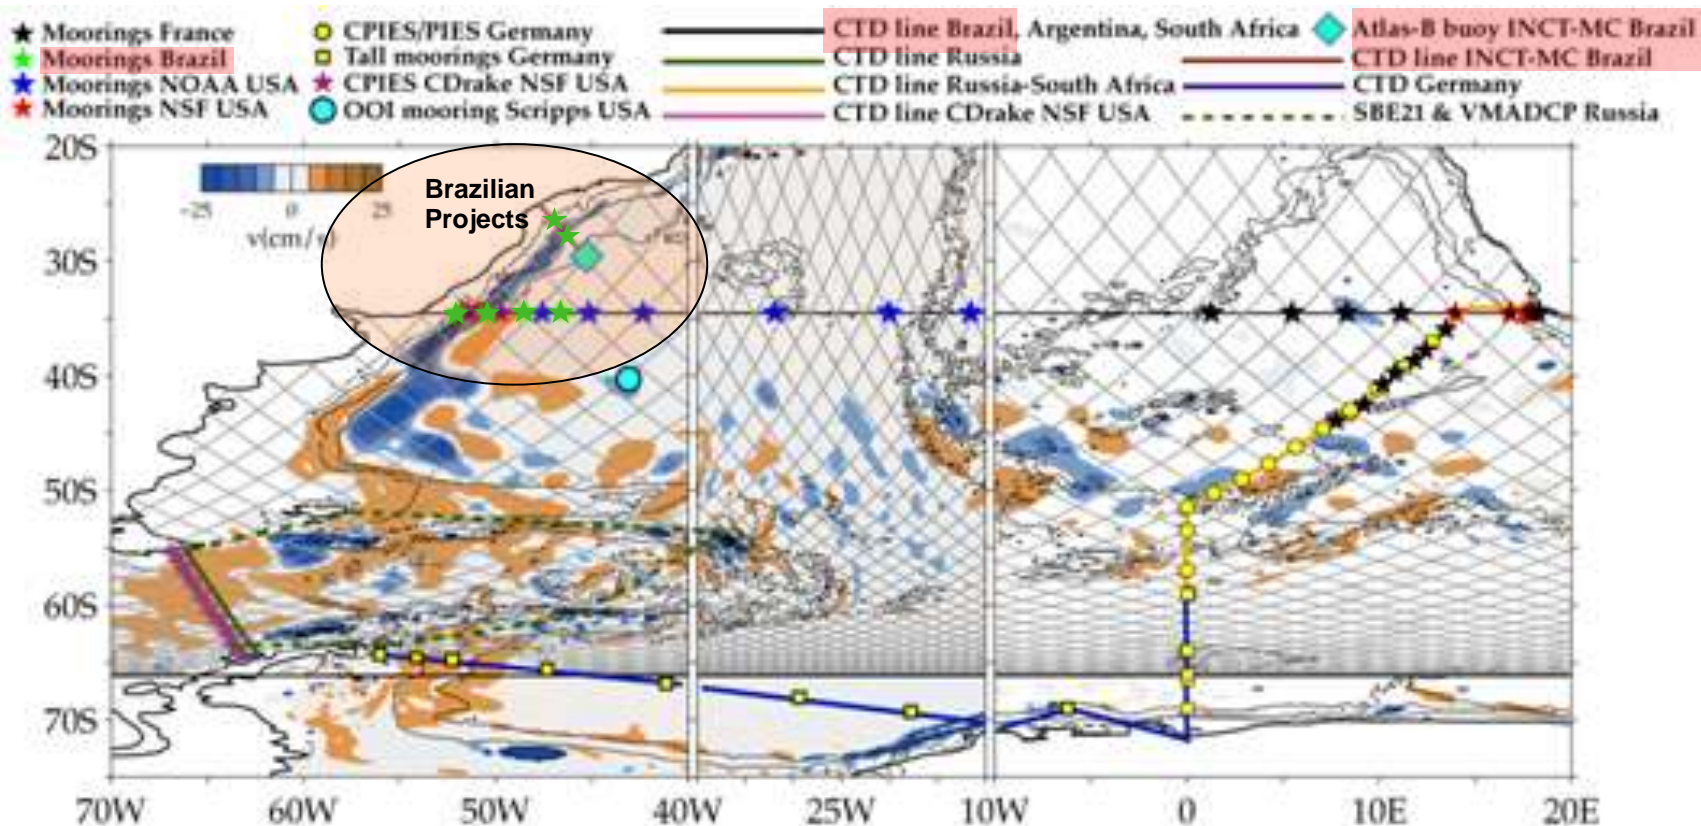 Moorings France
Moorings Brazil
Moorings NOAA USA
Moorings NSF USA
CPIES/PIES Germany
Tall moorings Germany
CPIES CDrake NSF USA
OOI mooring Scripps USA
CTD line Brazil, Argentina, South Africa
CTD line Russia
CTD line Russia-South Africa
CTD line CDrake NSF USA
Atlas-B buoy INCT-MC Brazil
CTD line INCT-MC Brazil
CTD Germany
SBE21 & VMADCP Russia
20S
30S
40S
50S
60S
70S
-25 0 25
v(cm/s)
Brazilian
Projects
70W 60W 50W 40W 25W 10W 0 10E 20E